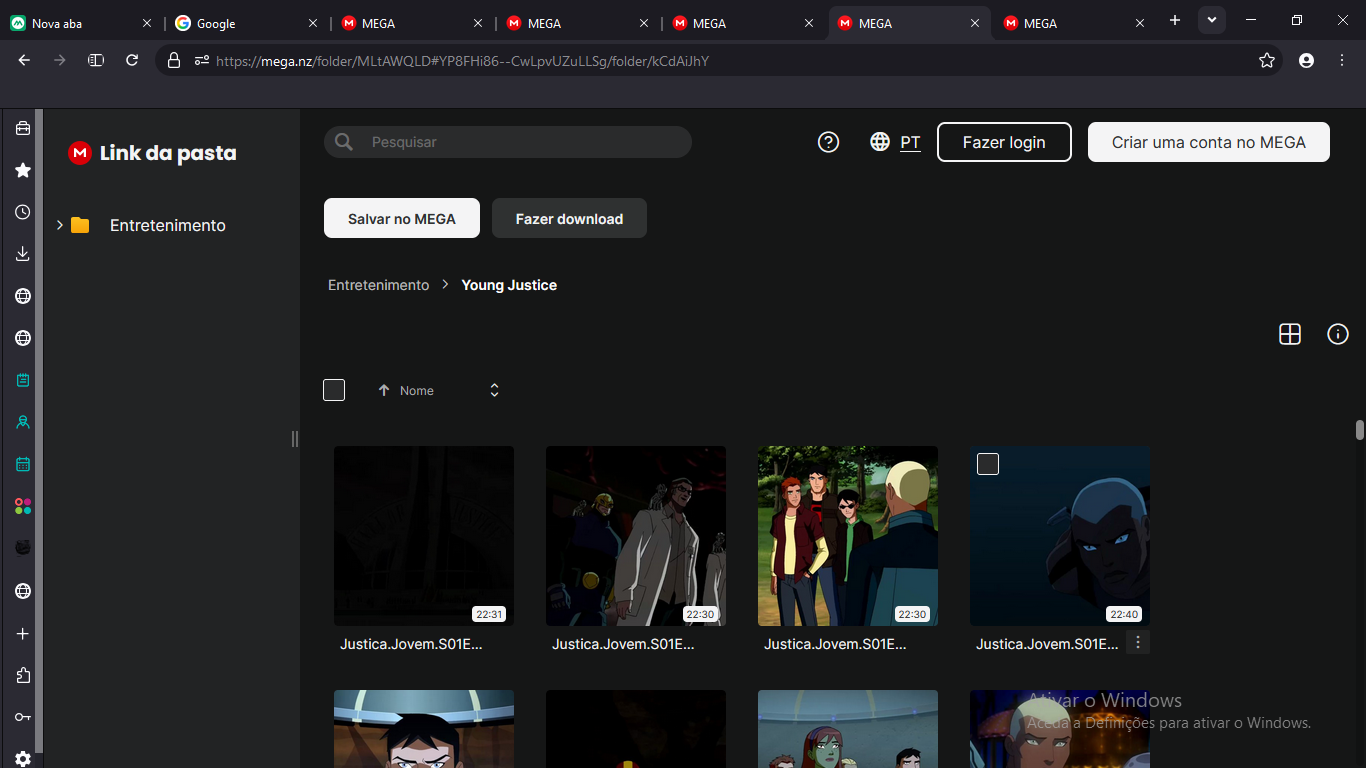 Nova aba
Google
MEGA
MEGA
MEGA
MEGA
MEGA
https://mega.nz/folder/MLtAWQLD#YP8FHi86--CwLpvUZuLLSg/folder/kCdAiJhY
M Link da pasta
Pesquisar
PT
Fazer login
Criar uma conta no MEGA
Entretenimento
Salvar no MEGA
Fazer download
Entretenimento > Young Justice
Nome
22:31
22:30
22:30
22:40
Justica.Jovem.S01E...
Justica.Jovem.S01E...
Justica.Jovem.S01E...
Justica.Jovem.S01E...
Ativar o Windows
Aceda a Definições para ativar o Windows.